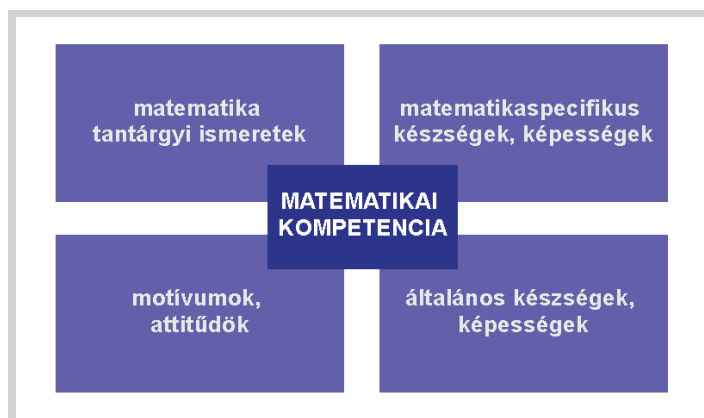 matematika
tantárgyi ismeretek
matematikaspecifikus
készségek, képességek
MATEMATIKAI
KOMPETENCIA
motívumok,
attitűdök
általános készségek,
képességek